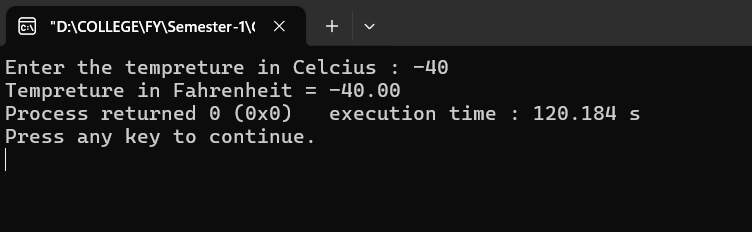 "D:\COLLEGE\FY\Semester-1\C
Enter the tempreture in Celcius : -40
Tempreture in Fahrenheit = -40.00
Process returned 0 (0x0)   execution time : 120.184 s
Press any key to continue.